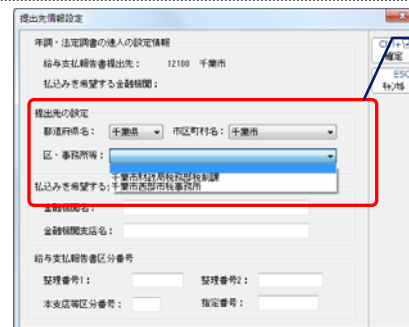 提出先情報設定
年調・法定調書の達人の設定情報
給与支払報告書提出先： 12100 千葉市
払込みを希望する金融機関：
提出先の設定
都道府県名： 千葉県 市区町村名： 千葉市
区・事務所等：
千葉市財政局税務部税制課
払込みを希望する
千葉市西部市税事務所
金融機関名：
金融機関支店名：
給与支払報告書区分番号
整理番号1： 整理番号2：
本支店等区分番号： 指定番号：
確定
ESC
ｷｬﾝｾﾙ